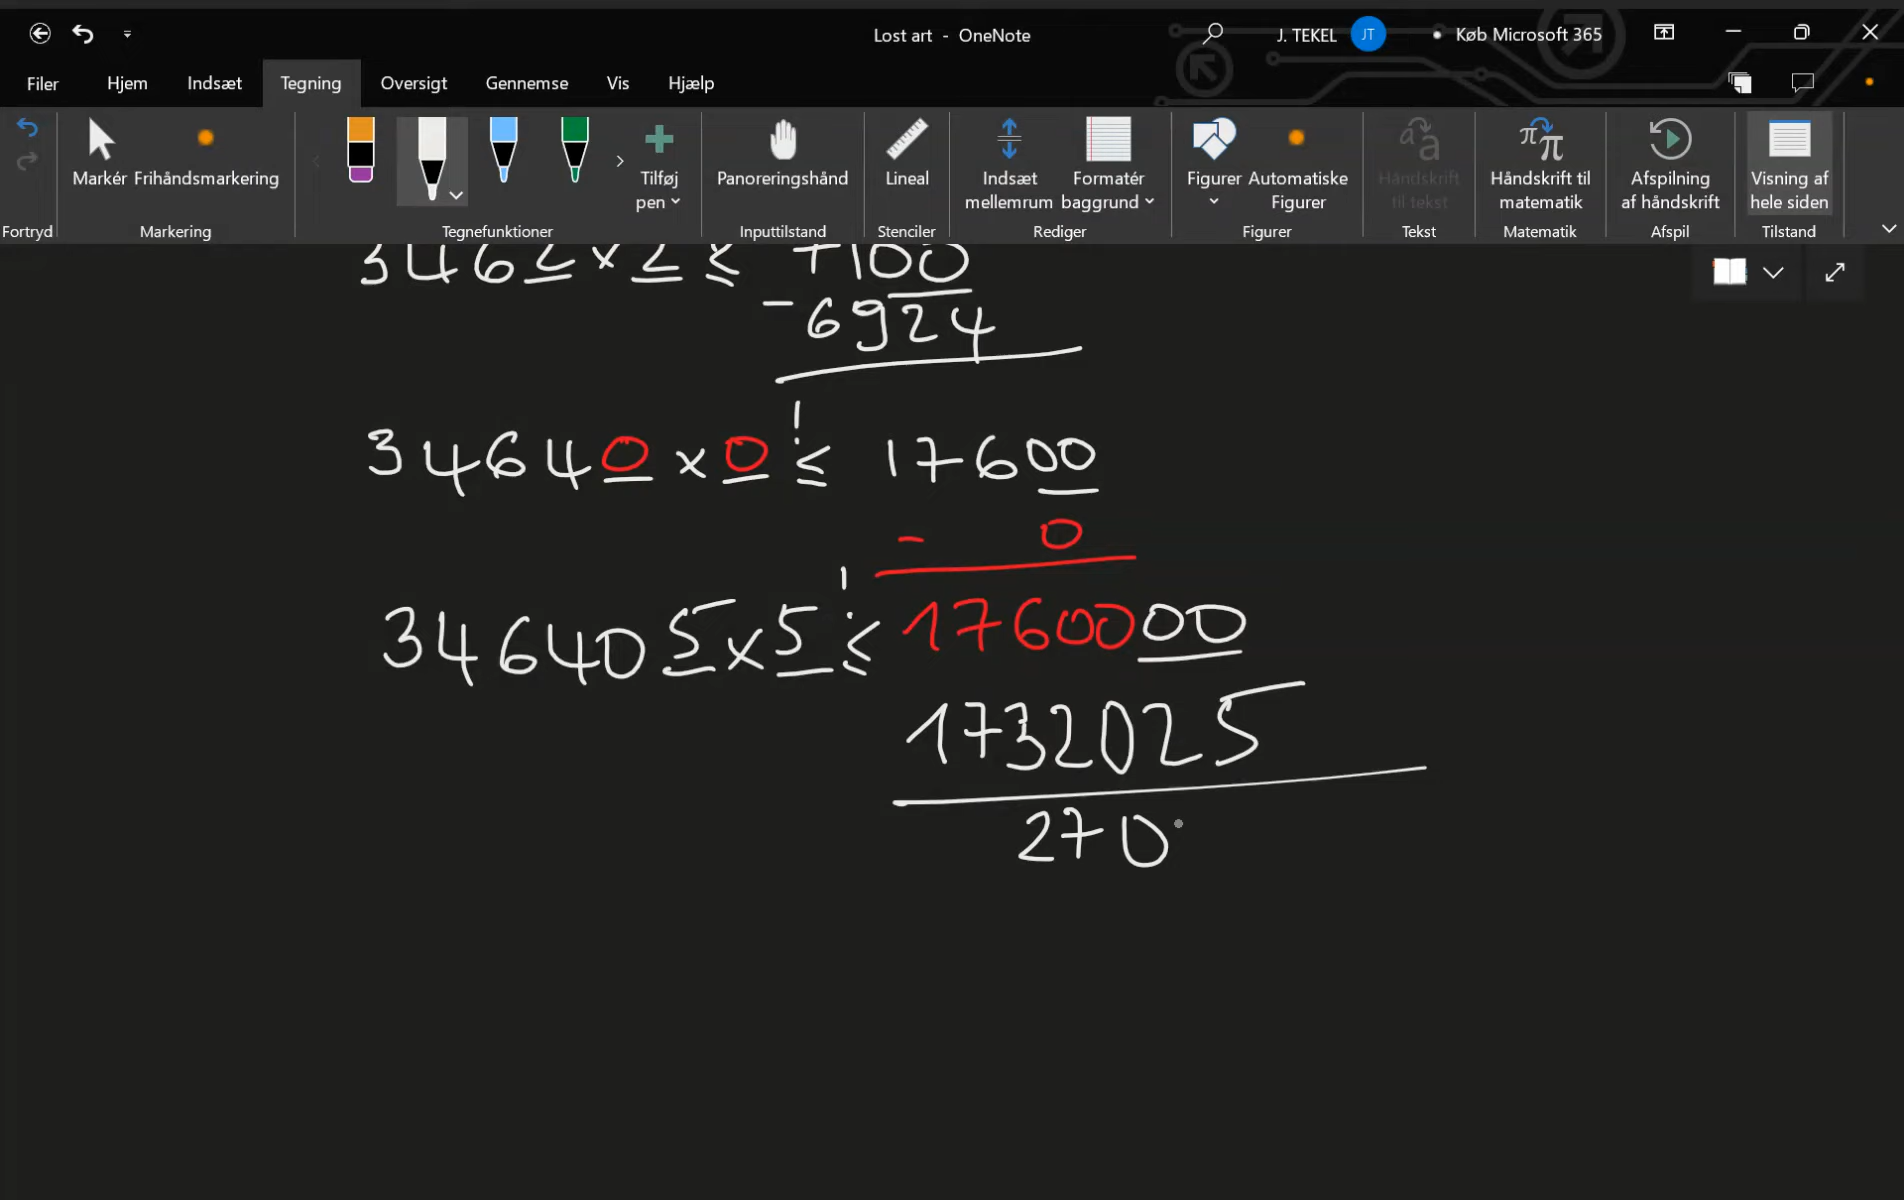 Lost art - OneNote
J. TEKEL JT Køb Microsoft 365
Filer Hjem Indsæt Tegning Oversigt Gennemse Vis Hjælp
Markér Frihåndsmarkering
Tilføj pen
Panoreringshånd
Lineal
Indsæt mellemrum
Formatér baggrund
Figurer
Automatiske Figurer
Håndskrift til tekst
Håndskrift til matematik
Afspilning af håndskrift
Visning af hele siden
Fortryd Markering Tegnefunktioner Inputtilstand Stenciler Rediger Figurer Tekst Matematik Afspil Tilstand
3462 × 2 ≤ 7100
- 6924
34640 × 0 ≤ 17600
- 0
346405 × 5 ≤ 1760000
1732025
270